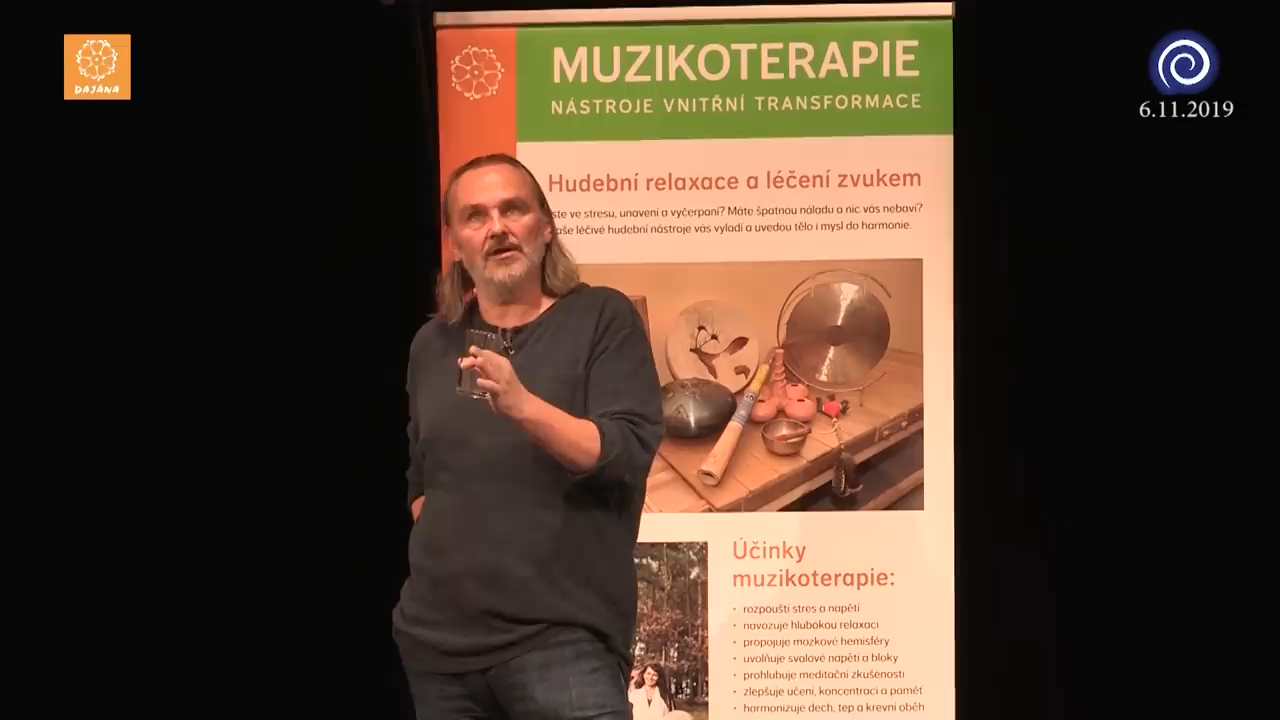 DAJÁNA
6.11.2019
MUZIKOTERAPIE
NÁSTROJE VNITŘNÍ TRANSFORMACE
Hudební relaxace a léčení zvukem
ste ve stresu, unaveni a vyčerpaní? Máte špatnou náladu a nic vás nebaví?
aše léčivé hudební nástroje vás vyladí a uvedou tělo i mysl do harmonie.
Účinky
muzikoterapie:
• rozpouští stres a napětí
• navozuje hlubokou relaxaci
• propojuje mozkové hemisféry
• uvolňuje svalové napětí a bloky
• prohlubuje meditační zkušenosti
• zlepšuje učení, koncentraci a paměť
• harmonizuje dech, tep a krevní oběh